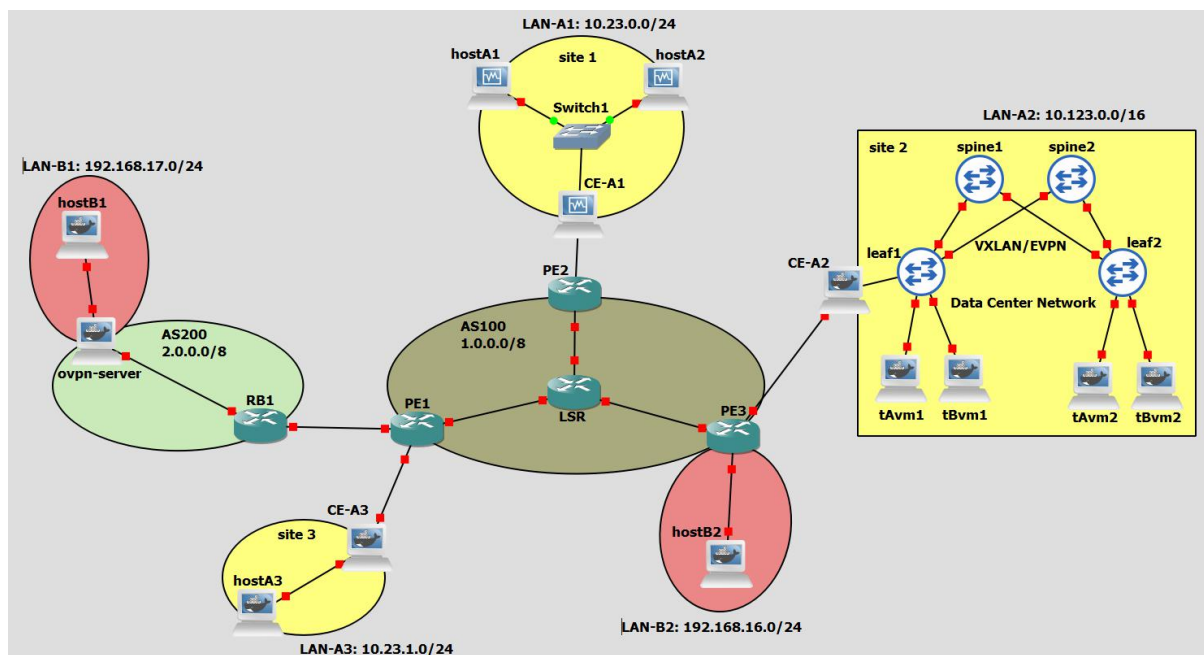 LAN-A1: 10.23.0.0/24
hostA1
site 1
hostA2
Switch1
CE-A1
LAN-A2: 10.123.0.0/16
site 2
spine1
spine2
VXLAN/EVPN
leaf1
leaf2
CE-A2
Data Center Network
tAvm1
tBvm1
tAvm2
tBvm2
LAN-B1: 192.168.17.0/24
hostB1
AS200
2.0.0.0/8
ovpn-server
RB1
PE2
AS100
1.0.0.0/8
PE1
LSR
PE3
CE-A3
site 3
hostA3
LAN-A3: 10.23.1.0/24
hostB2
LAN-B2: 192.168.16.0/24